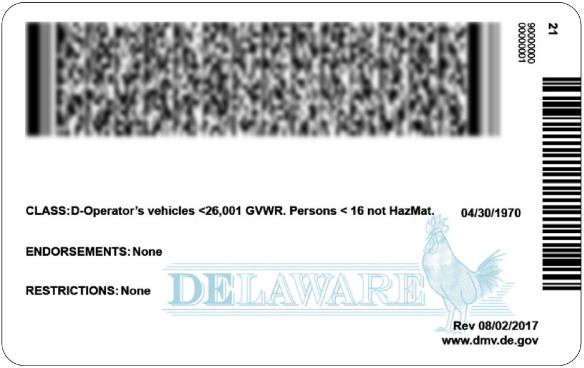 21
90000000
00000001
CLASS:D-Operator's vehicles <26,001 GVWR. Persons < 16 not HazMat. 04/30/1970
ENDORSEMENTS: None
RESTRICTIONS: None
DELAWARE
Rev 08/02/2017
www.dmv.de.gov